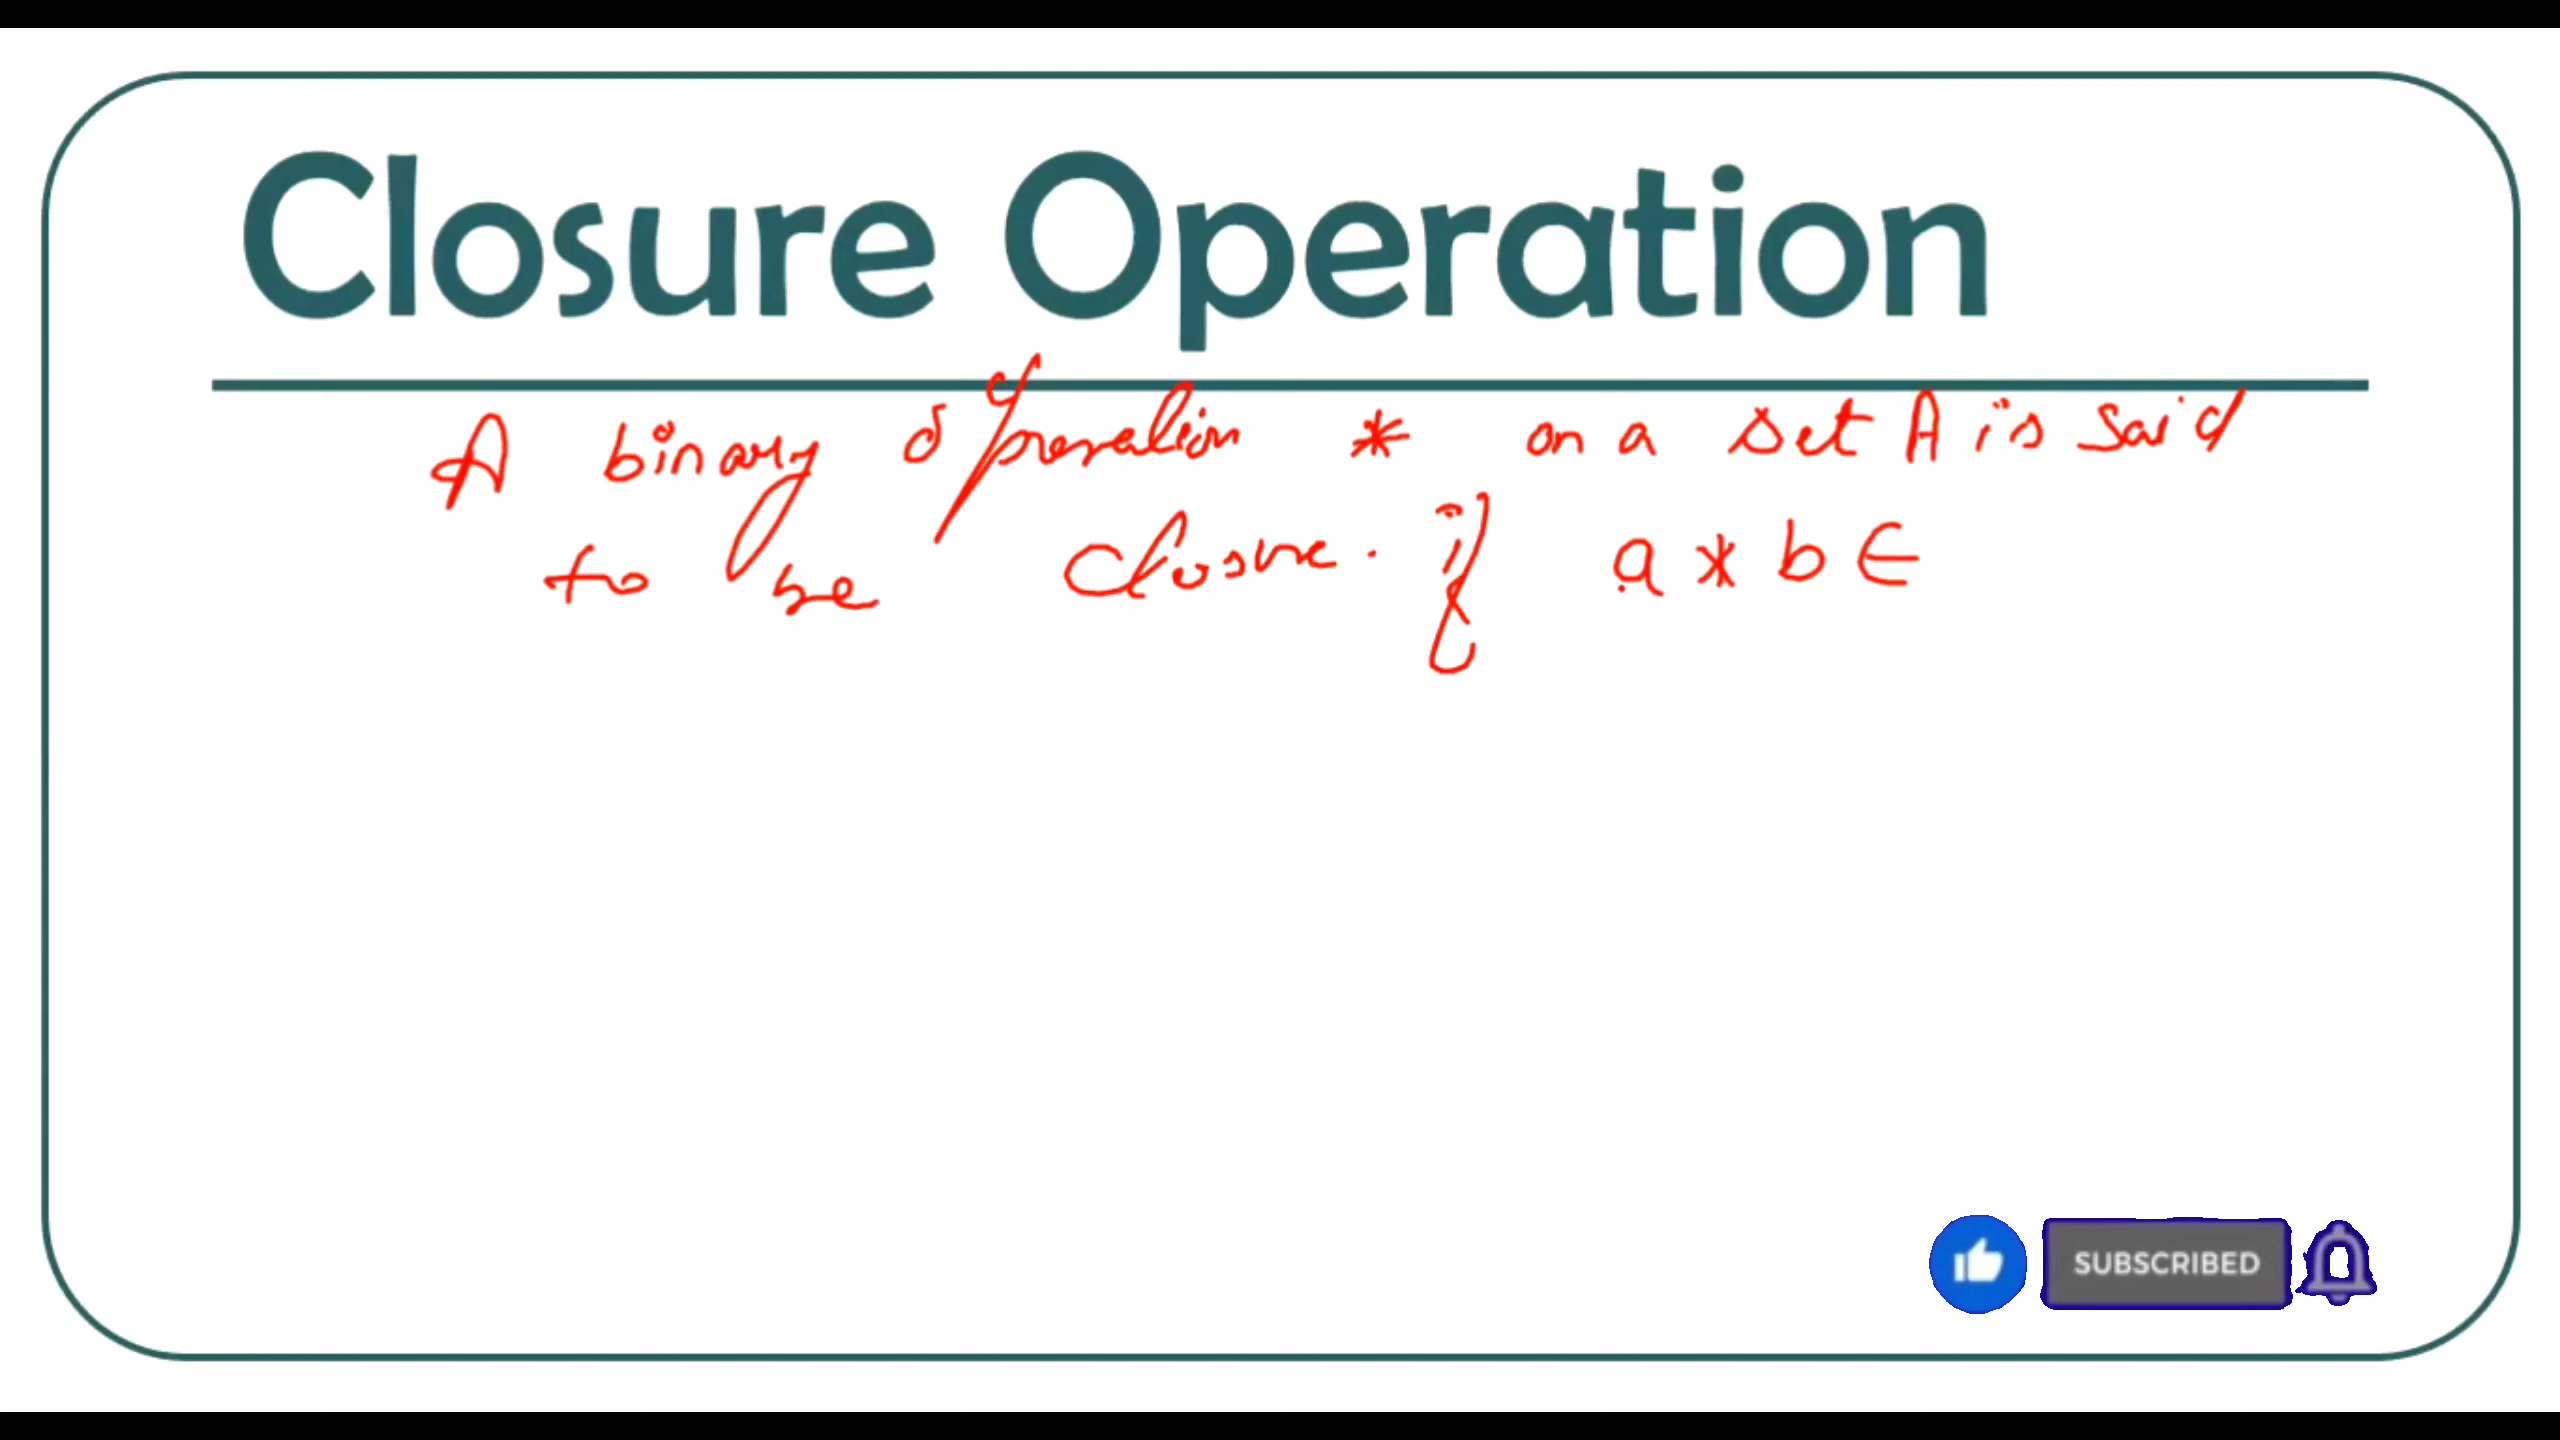 Closure Operation
A binary operation * on a set A is said
to be closure. if a * b ∈
SUBSCRIBED